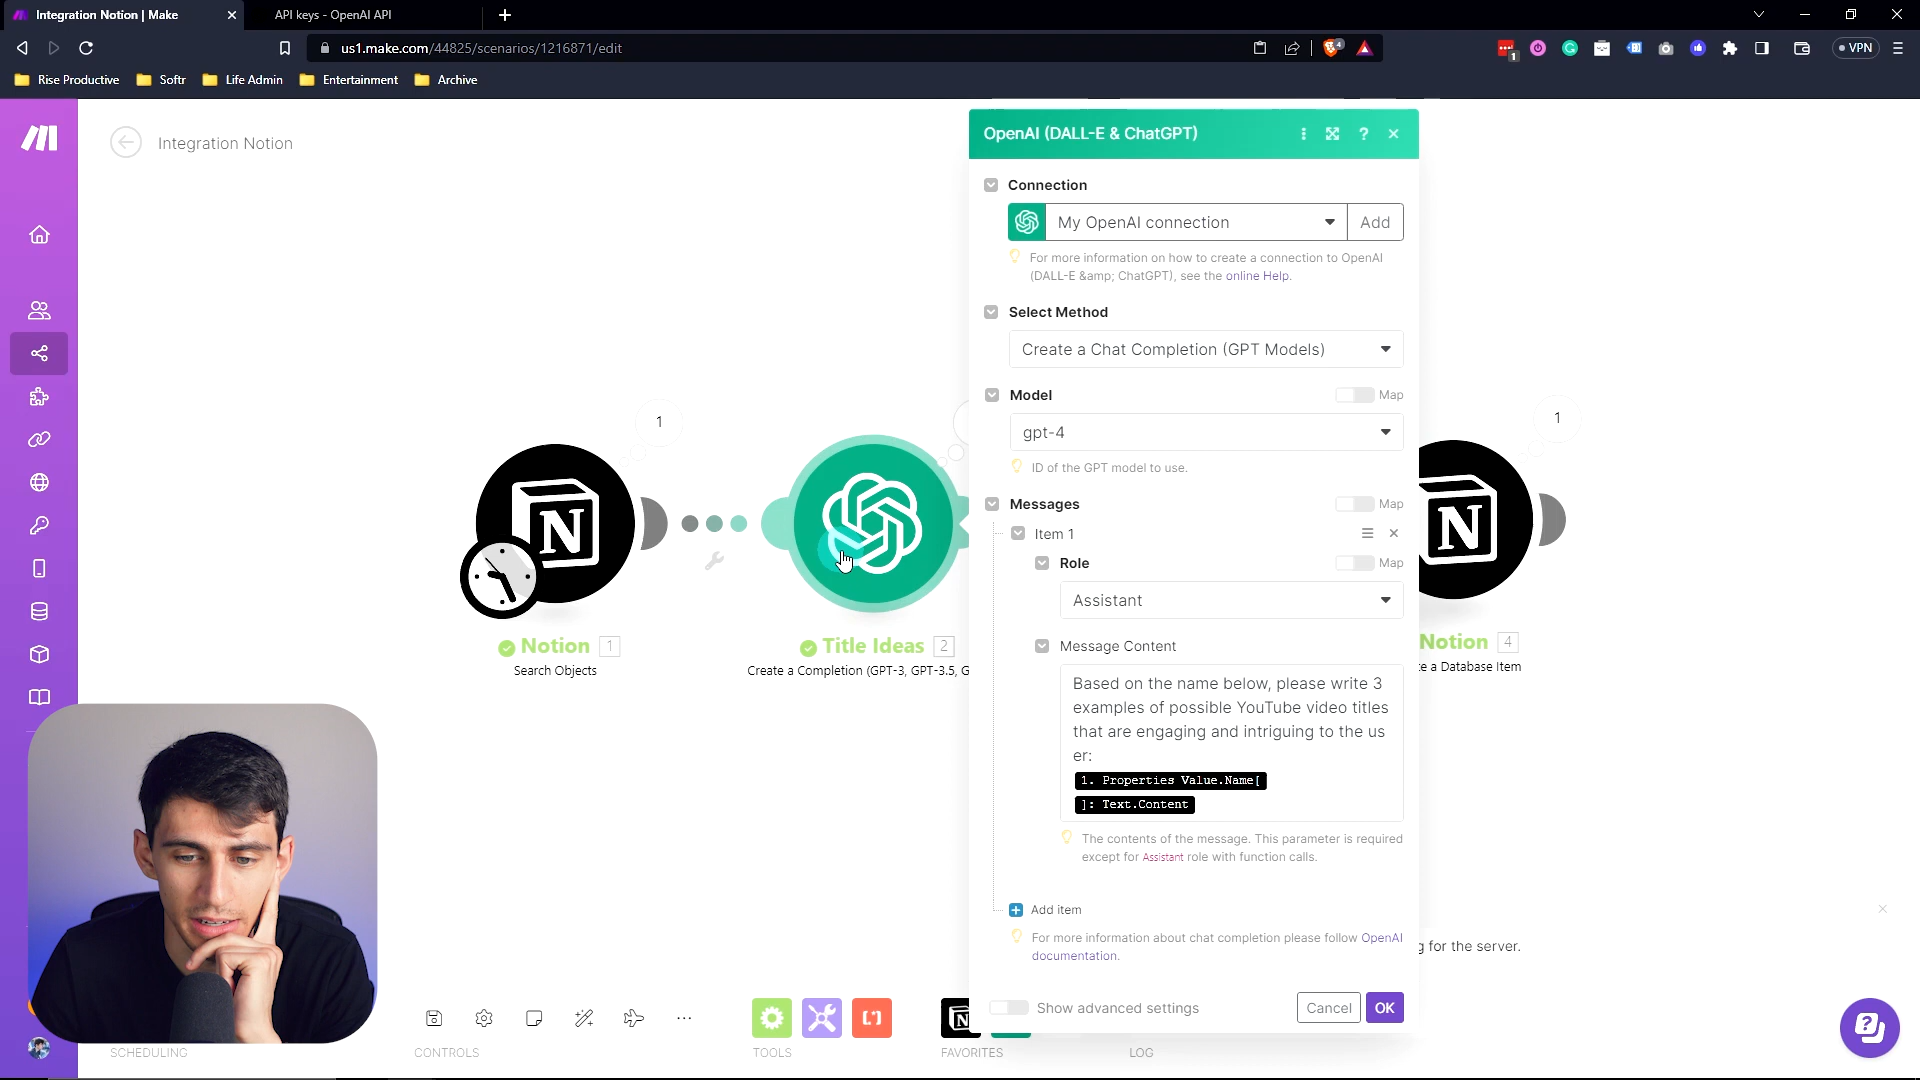 Integration Notion | Make
API keys - OpenAI API
us1.make.com/44825/scenarios/1216871/edit
4
1
VPN
Rise Productive
Softr
Life Admin
Entertainment
Archive
Integration Notion
OpenAI (DALL-E & ChatGPT)
?
Connection
My OpenAI connection
Add
For more information on how to create a connection to OpenAI
(DALL-E &amp; ChatGPT), see the online Help.
Select Method
Create a Chat Completion (GPT Models)
Model
Map
gpt-4
ID of the GPT model to use.
Messages
Map
Item 1
Role
Map
Assistant
Message Content
Based on the name below, please write 3
examples of possible YouTube video titles
that are engaging and intriguing to the us
er:
1. Properties Value.Name[
]: Text.Content
The contents of the message. This parameter is required
except for Assistant role with function calls.
Add item
For more information about chat completion please follow OpenAI
documentation.
Show advanced settings
Cancel
OK
1
N
Notion 1
Search Objects
Title Ideas 2
Create a Completion (GPT-3, GPT-3.5, G
1
N
Notion 4
e a Database Item
g for the server.
SCHEDULING
CONTROLS
TOOLS
FAVORITES
LOG